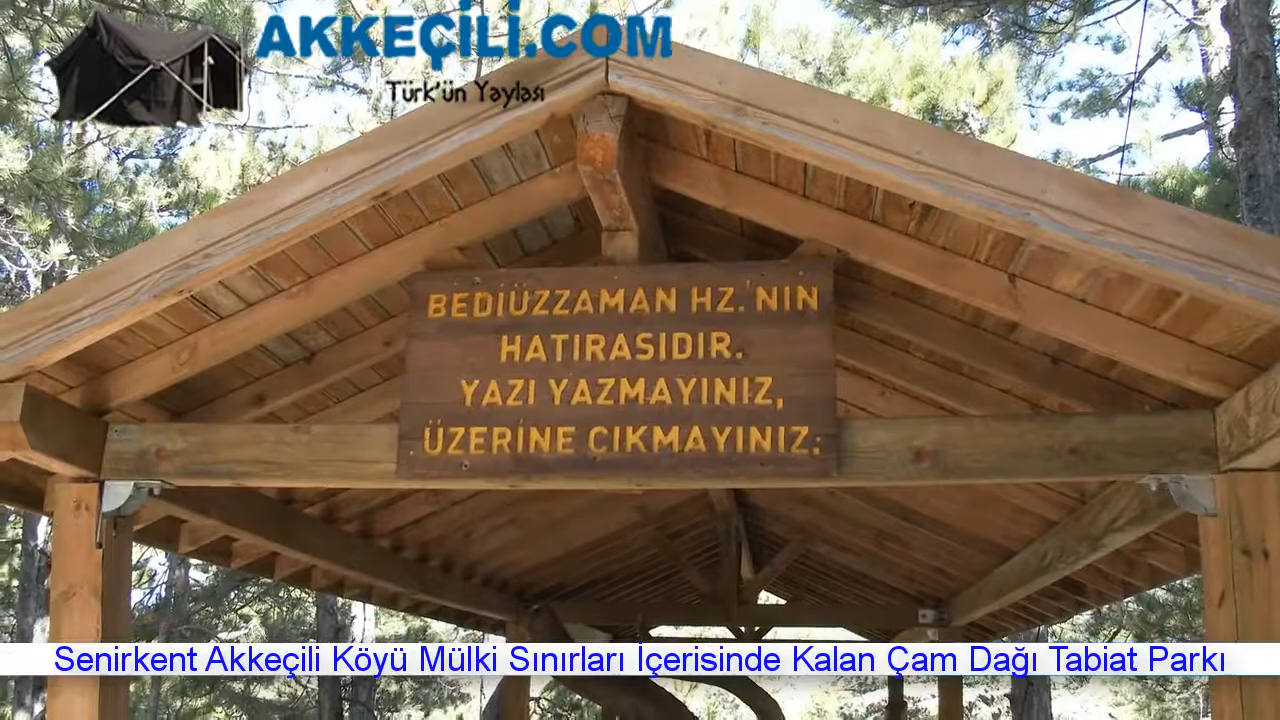 AKKEÇİLİ.COM
Türk'ün Yaylası
BEDİÜZZAMAN HZ.'NIN
HATIRASIDIR.
YAZI YAZMAYINIZ,
ÜZERİNE ÇIKMAYINIZ.
Senirkent Akkeçili Köyü Mülki Sınırları İçerisinde Kalan Çam Dağı Tabiat Parkı